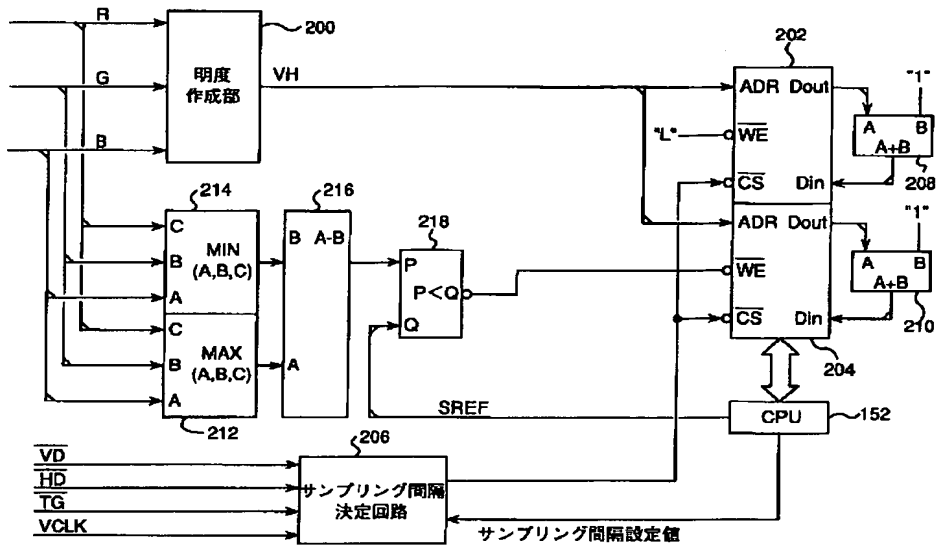 R
200
202
明度
作成部
G
VH
ADR
Dout
"1"
A
B
A+B
208
"L"
WE
B
CS
Din
214
216
218
ADR
Dout
"1"
C
B
A
MIN
(A,B,C)
B
A-B
P
P<Q
Q
WE
A
B
A+B
210
CS
Din
C
B
A
MAX
(A,B,C)
A
204
212
SREF
CPU
152
206
VD
HD
TG
VCLK
サンプリング間隔
決定回路
サンプリング間隔設定値